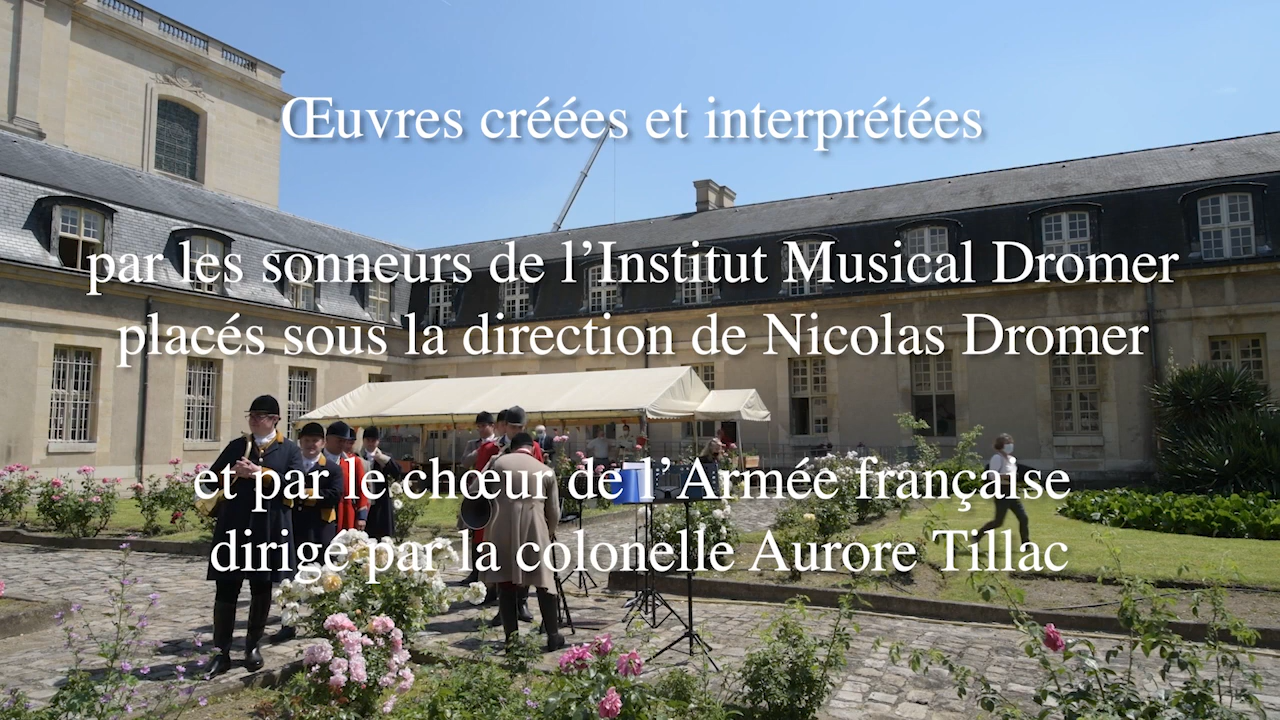 Œuvres créées et interprétées
par les sonneurs de l’Institut Musical Dromer
placés sous la direction de Nicolas Dromer
et par le chœur de l’Armée française
dirigé par la colonelle Aurore Tillac